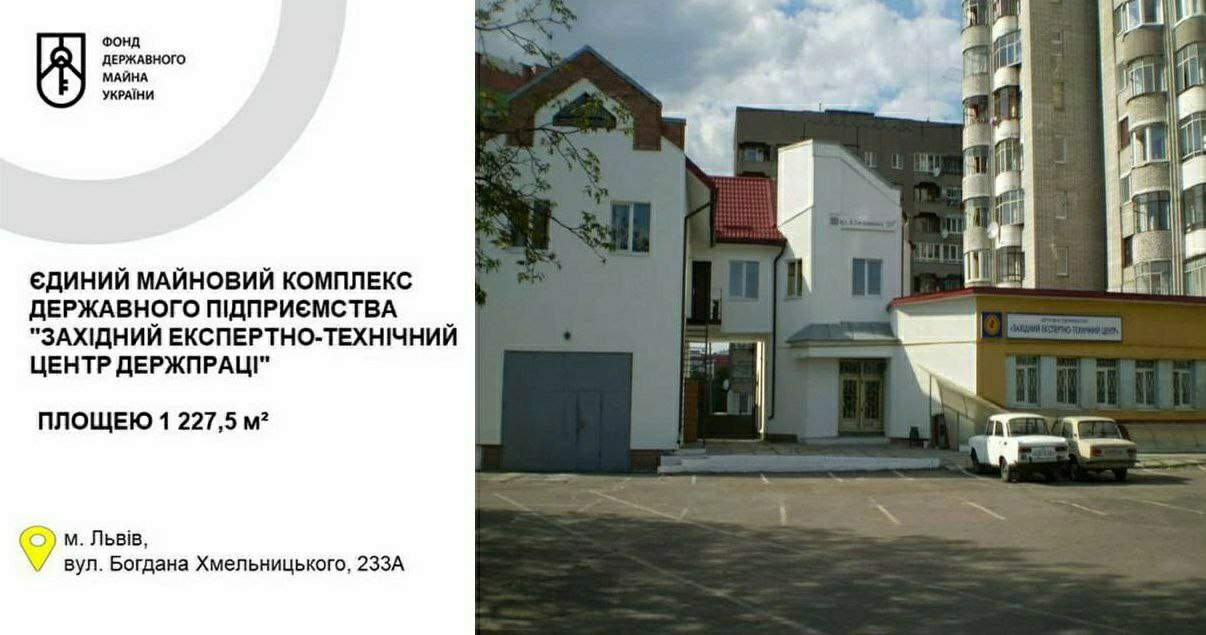 ФОНД
ДЕРЖАВНОГО
МАЙНА
УКРАЇНИ
ЄДИНИЙ МАЙНОВИЙ КОМПЛЕКС
ДЕРЖАВНОГО ПІДПРИЄМСТВА
"ЗАХІДНИЙ ЕКСПЕРТНО-ТЕХНІЧНИЙ
ЦЕНТР ДЕРЖПРАЦІ"
ПЛОЩЕЮ 1 227,5 м²
м. Львів,
вул. Богдана Хмельницького, 233А
«ЗАХІДНИЙ ЕКСПЕРТНО-ТЕХНІЧНИЙ ЦЕНТР»